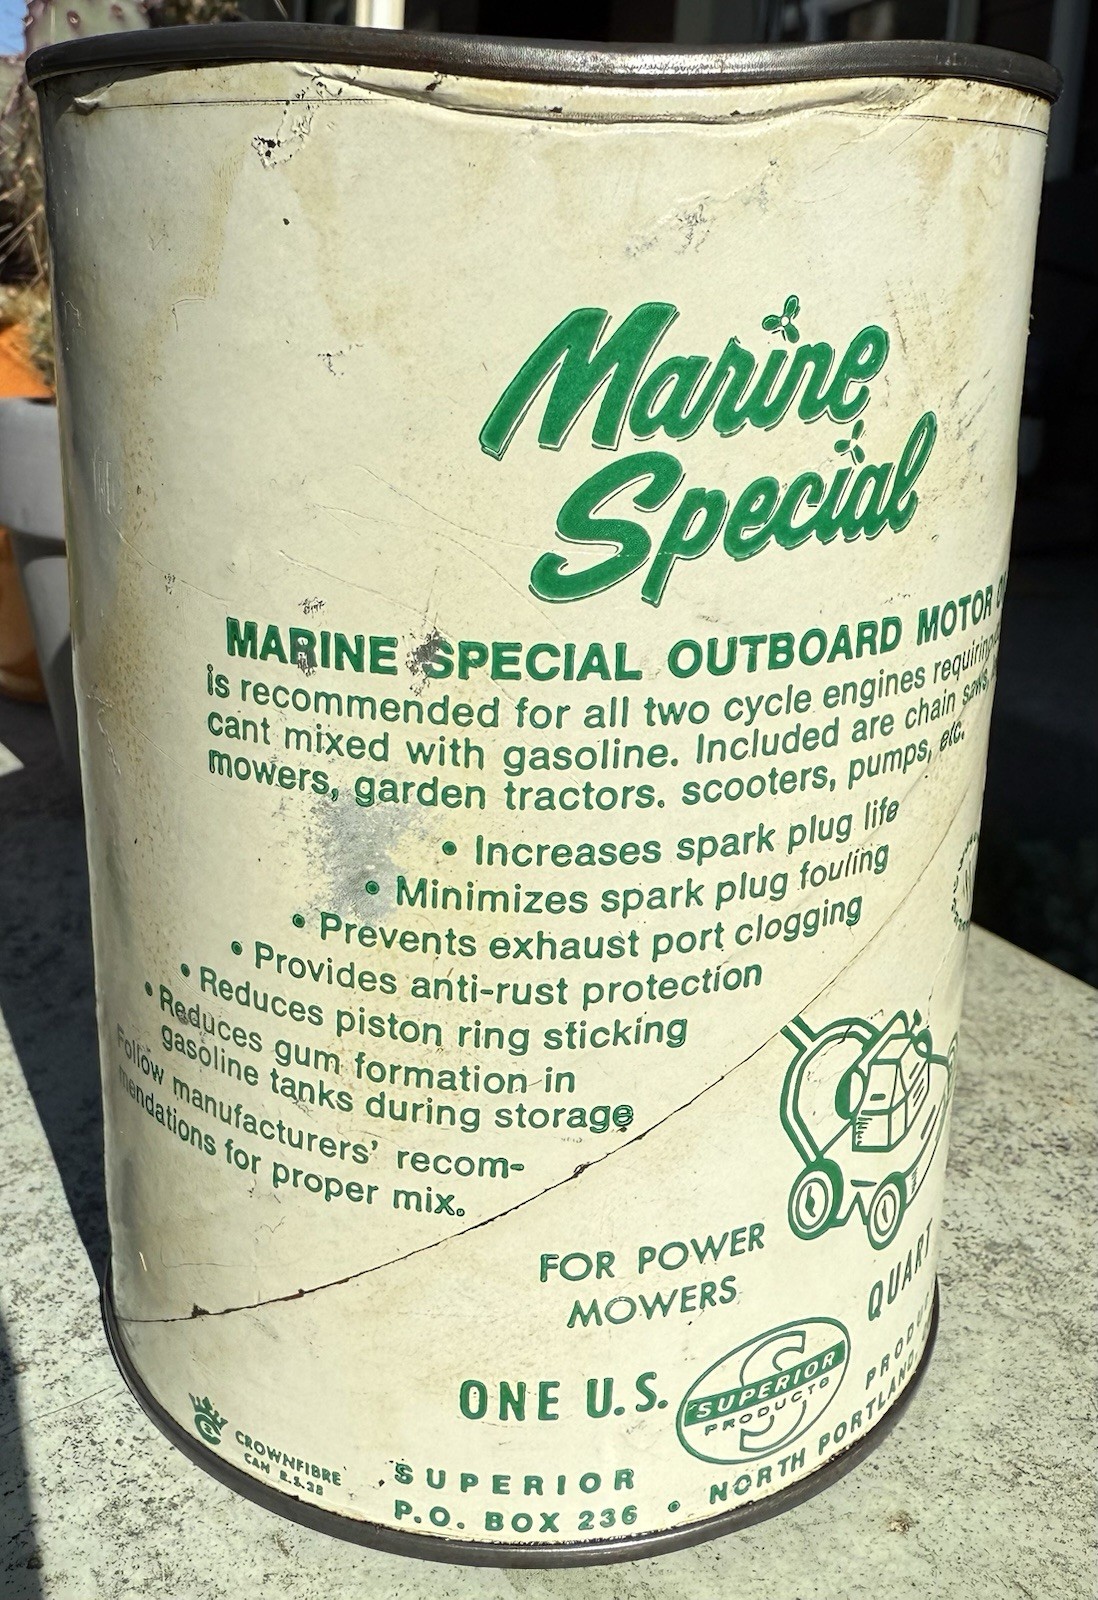 Marine
Special
MARINE SPECIAL OUTBOARD MOTOR
is recommended for all two cycle engines requiring
cant mixed with gasoline. Included are chain saws,
mowers, garden tractors. scooters, pumps, etc.
• Increases spark plug life
• Minimizes spark plug fouling
• Prevents exhaust port clogging
• Provides anti-rust protection
• Reduces piston ring sticking
• Reduces gum formation in
gasoline tanks during storage
Follow manufacturers' recom-
mendations for proper mix.
FOR POWER
MOWERS
ONE U.S. QUART
S
SUPERIOR
PRODUCTS
CROWNFIBRE
CAN
SUPERIOR
P.O. BOX 236 • NORTH PORTLAND,